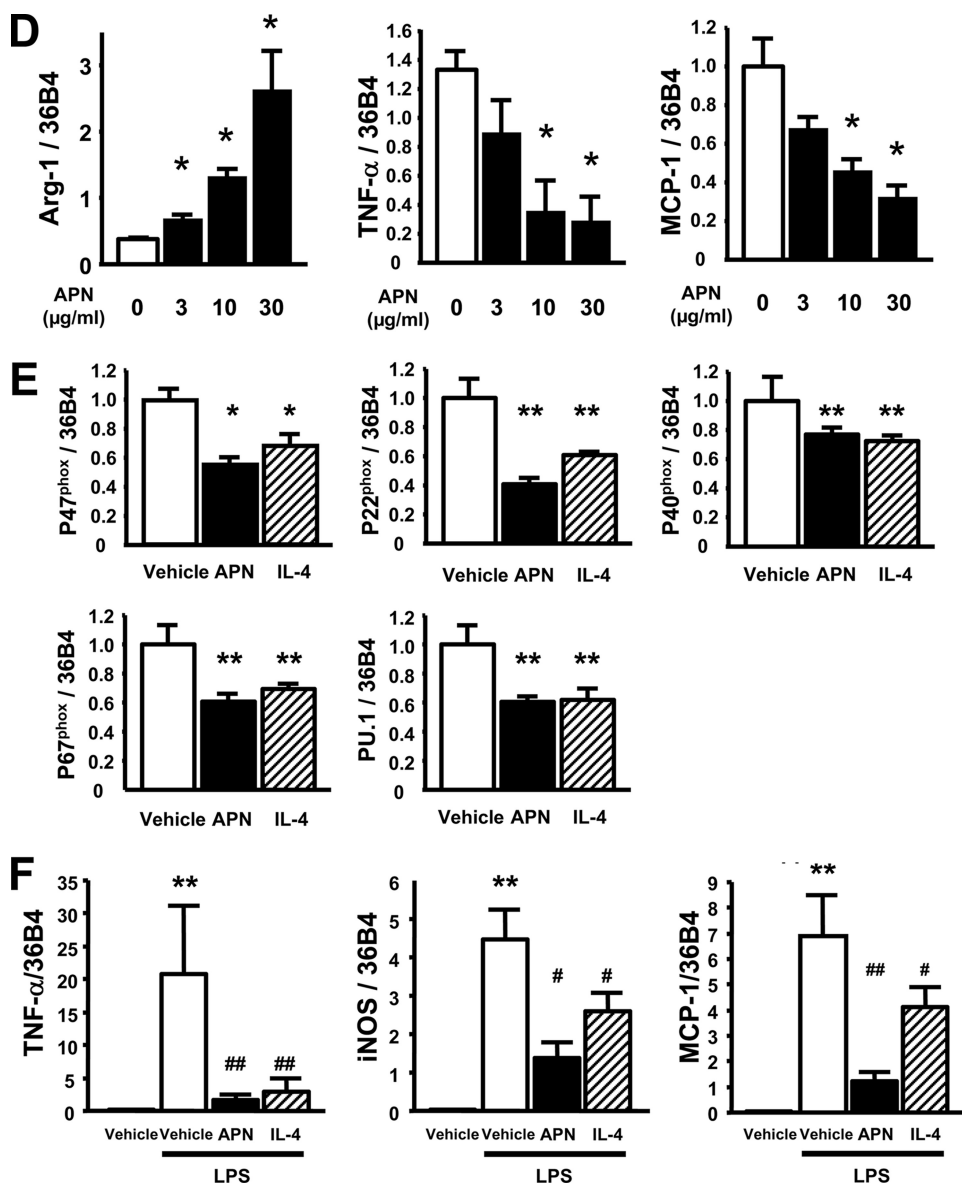 D
Arg-1 / 36B4
3
2
1
0
*
*
*
APN
(µg/ml)
0 3 10 30
TNF-α / 36B4
1.6
1.4
1.2
1.0
0.8
0.6
0.4
0.2
0
*
*
APN
(µg/ml)
0 3 10 30
MCP-1 / 36B4
1.2
1.0
0.8
0.6
0.4
0.2
0
*
*
APN
(µg/ml)
0 3 10 30
E
P47phox / 36B4
1.2
1.0
0.8
0.6
0.4
0.2
0
* *
Vehicle APN IL-4
P22phox / 36B4
1.2
1.0
0.8
0.6
0.4
0.2
0
** **
Vehicle APN IL-4
P40phox / 36B4
1.2
1.0
0.8
0.6
0.4
0.2
0
** **
Vehicle APN IL-4
P67phox / 36B4
1.2
1.0
0.8
0.6
0.4
0.2
0
** **
Vehicle APN IL-4
PU.1 / 36B4
1.2
1.0
0.8
0.6
0.4
0.2
0
** **
Vehicle APN IL-4
F
TNF-α/36B4
35
30
25
20
15
10
5
0
**
## ##
Vehicle Vehicle APN IL-4
LPS
iNOS / 36B4
6
5
4
3
2
1
0
**
# #
Vehicle Vehicle APN IL-4
LPS
MCP-1/36B4
9
8
7
6
5
4
3
2
1
0
**
## #
Vehicle Vehicle APN IL-4
LPS